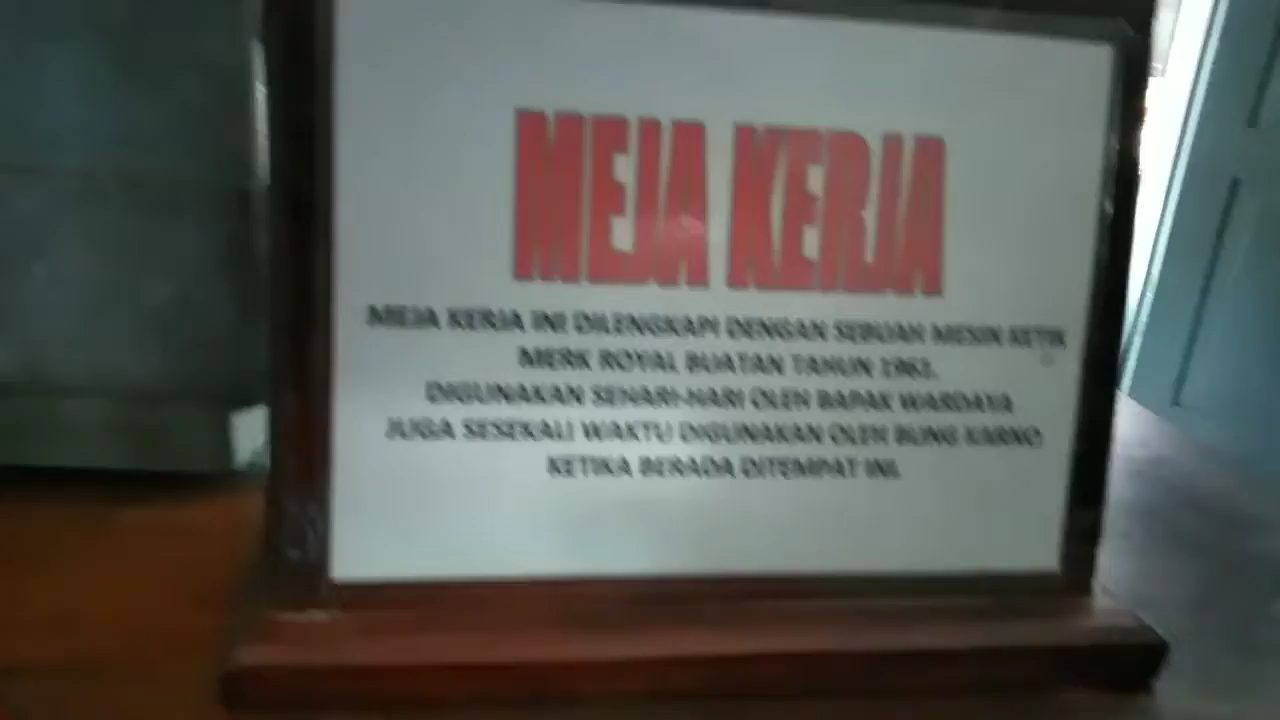 MEJA KERJA
MEJA KERJA INI DILENGKAPI DENGAN SEBUAH MESIN KETIK
MERK ROYAL BUATAN TAHUN 1961.
DIGUNAKAN SEHARI-HARI OLEH BAPAK WARDAYA
JUGA SESEKALI WAKTU DIGUNAKAN OLEH BUNG KARNO
KETIKA BERADA DITEMPAT INI.